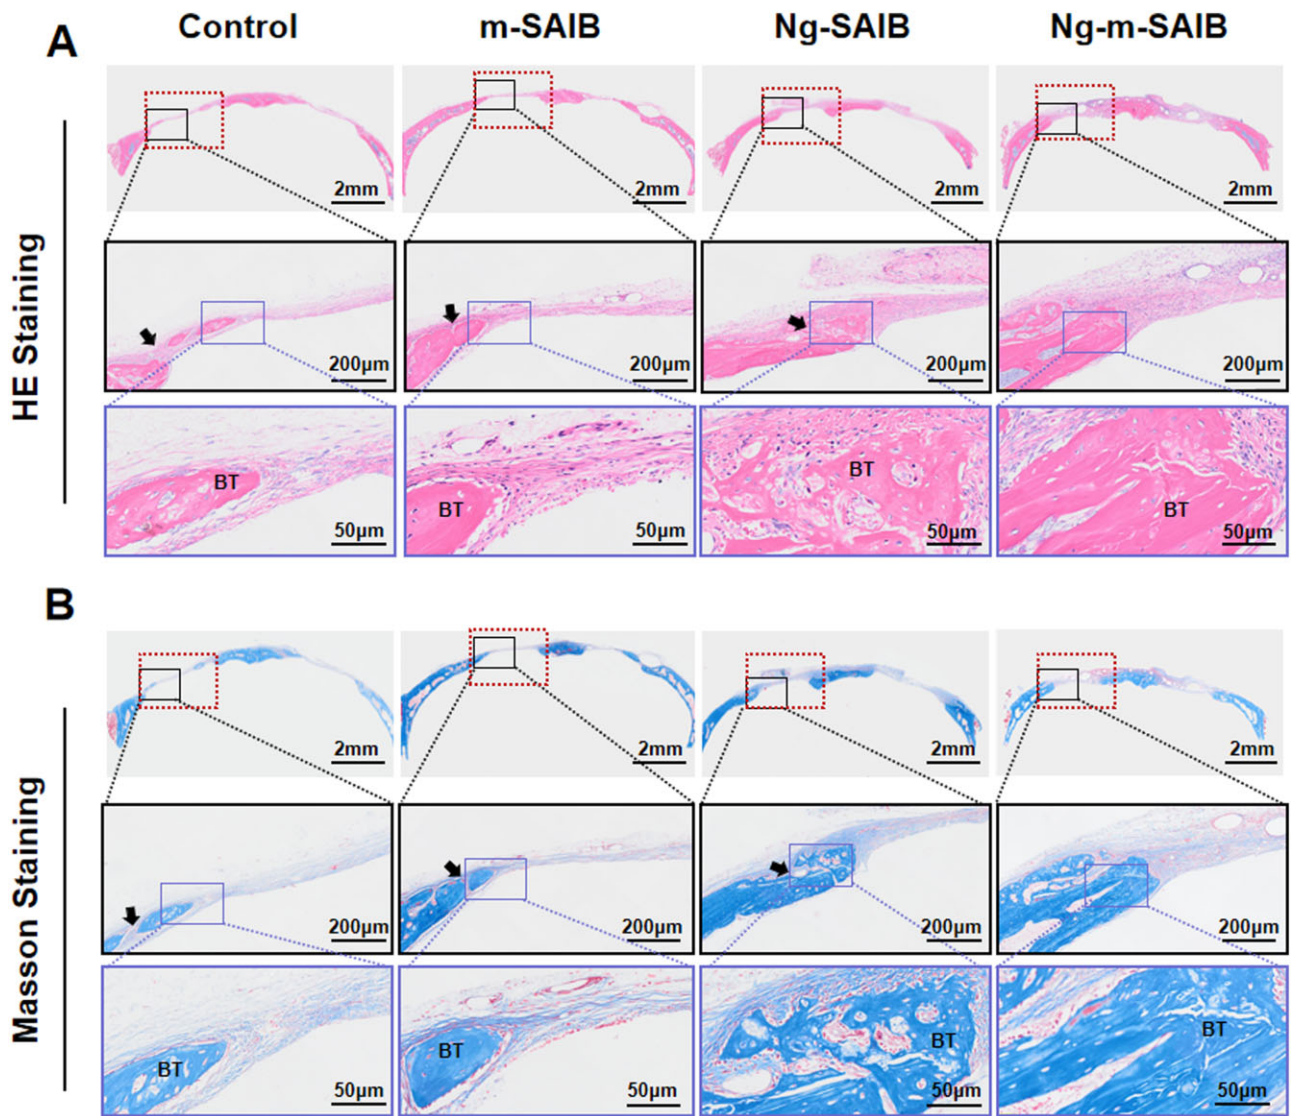 A
Control m-SAIB Ng-SAIB Ng-m-SAIB
HE Staining
2mm 2mm 2mm 2mm
200μm 200μm 200μm 200μm
BT BT BT BT
50μm 50μm 50μm 50μm
B
Masson Staining
2mm 2mm 2mm 2mm
200μm 200μm 200μm 200μm
BT BT BT BT
50μm 50μm 50μm 50μm